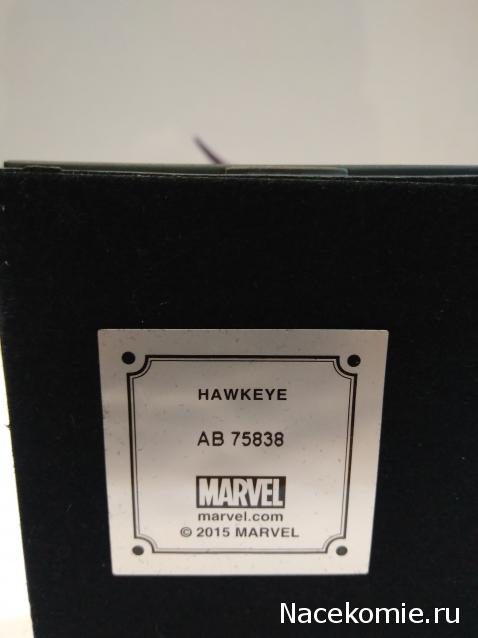 HAWKEYE
AB 75838
MARVEL
marvel.com
© 2015 MARVEL
Nacekomie.ru